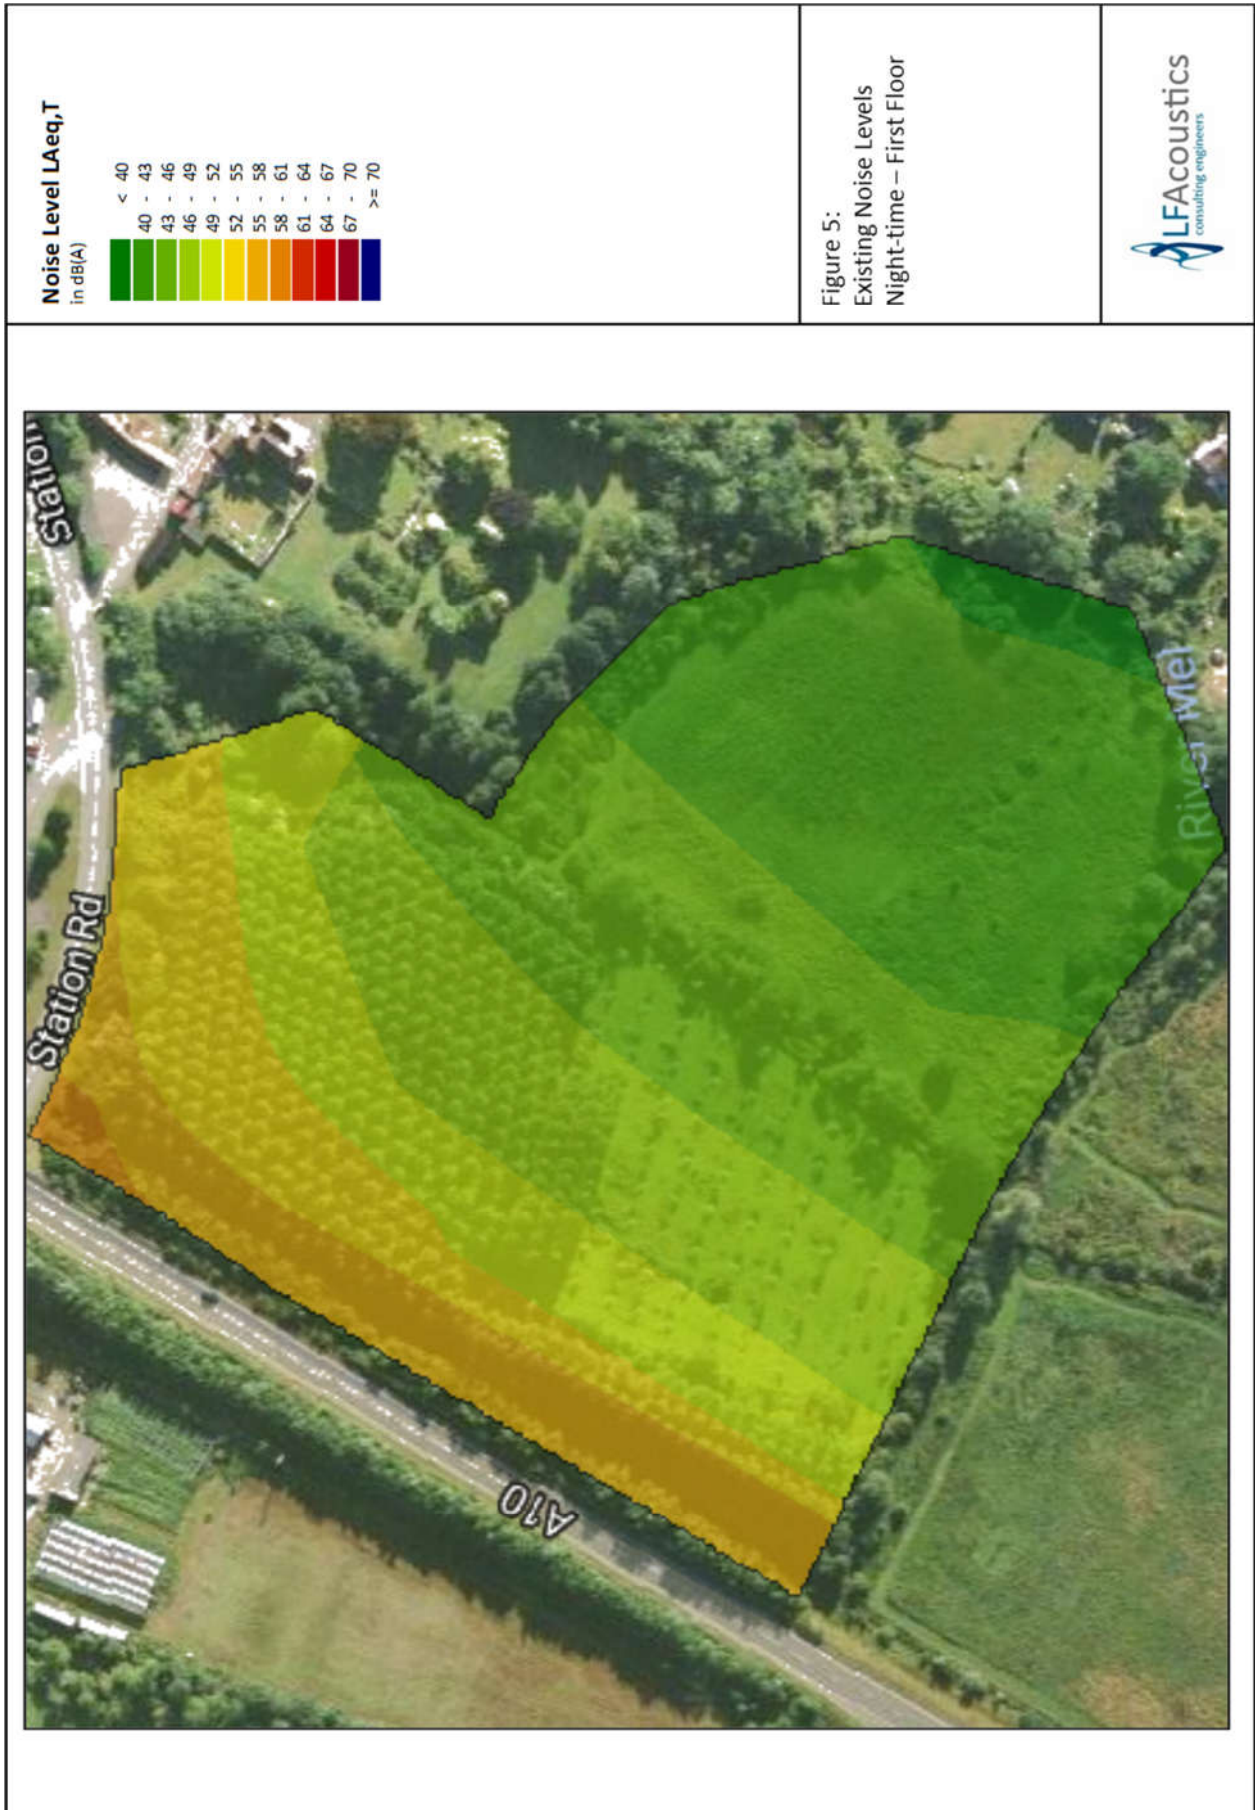 Noise Level LAeq,T
in dB(A)
< 40
40 - 43
43 - 46
46 - 49
49 - 52
52 - 55
55 - 58
58 - 61
61 - 64
64 - 67
67 - 70
>= 70
Figure 5:
Existing Noise Levels
Night-time – First Floor
LFAcoustics
consulting engineers
Station
Station Rd
A10
River Mel